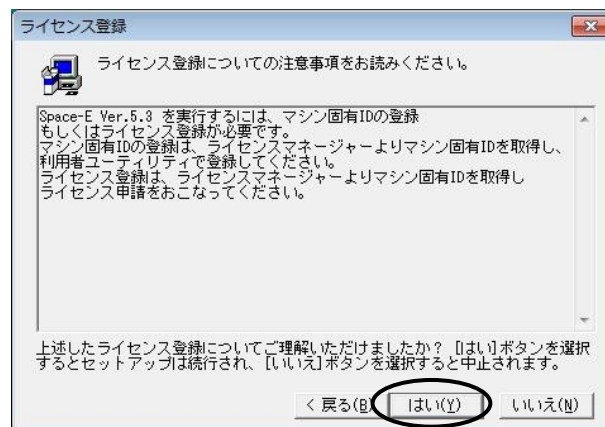 ライセンス登録
ライセンス登録についての注意事項をお読みください。
Space-E Ver.5.3 を実行するには、マシン固有IDの登録
もしくはライセンス登録が必要です。
マシン固有IDの登録は、ライセンスマネージャーよりマシン固有IDを取得し、
利用者ユーティリティで登録してください。
ライセンス登録は、ライセンスマネージャーよりマシン固有IDを取得し
ライセンス申請をおこなってください。
上述したライセンス登録についてご理解いただけましたか? [はい]ボタンを選択
するとセットアップは続行され、[いいえ]ボタンを選択すると中止されます。
< 戻る(B) はい(Y) いいえ(N)